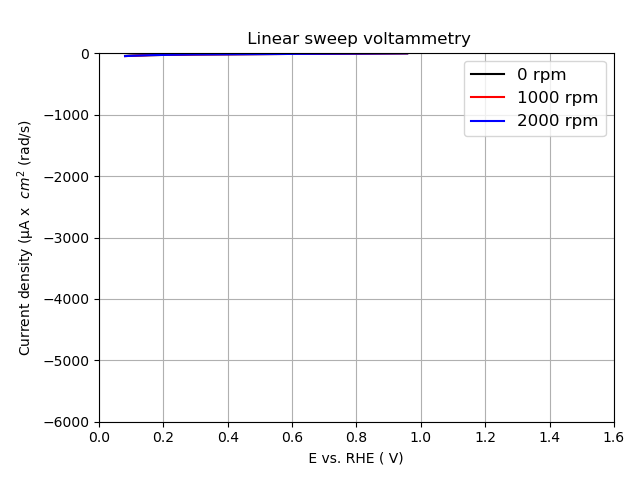 Linear sweep voltammetry
0 rpm
1000 rpm
2000 rpm
Current density (µA x cm² (rad/s)
0
−1000
−2000
−3000
−4000
−5000
−6000
0.0 0.2 0.4 0.6 0.8 1.0 1.2 1.4 1.6
E vs. RHE ( V)